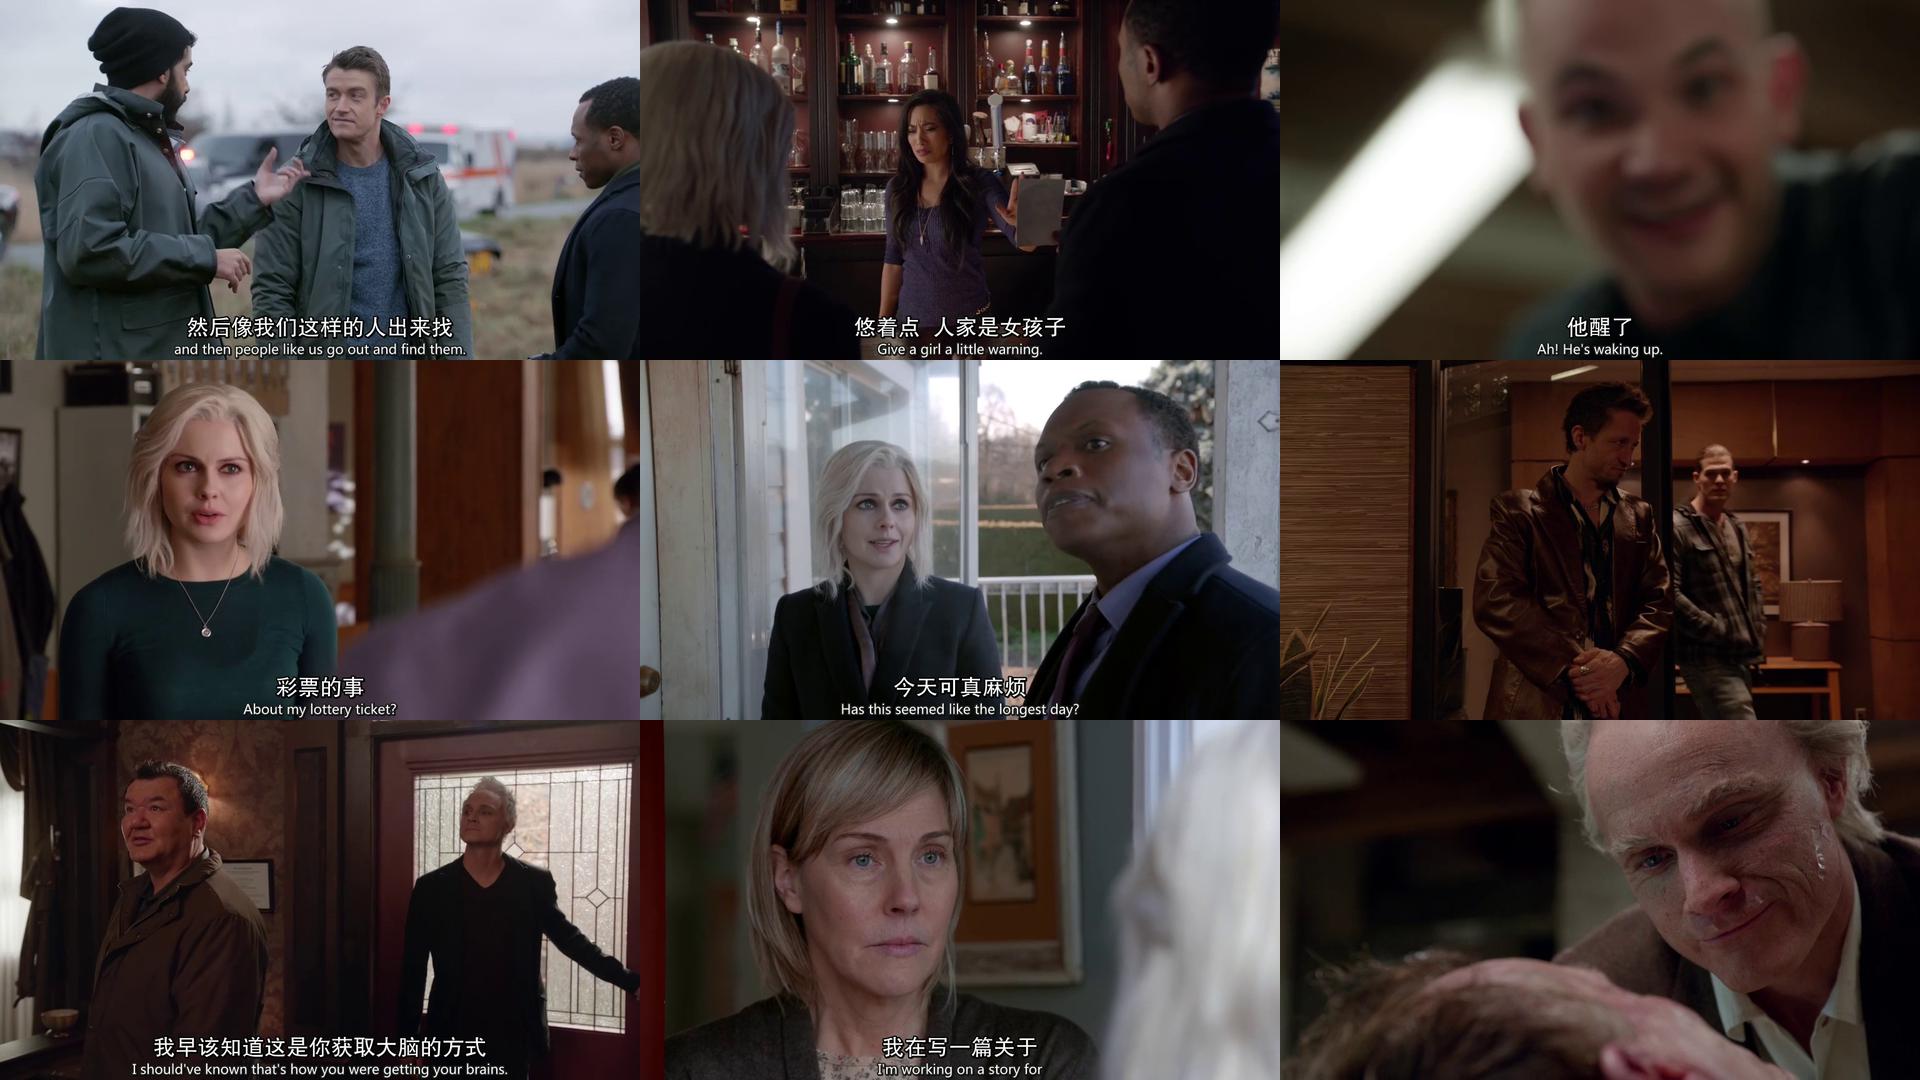 然后像我们这样的人出来找
and then people like us go out and find them.
悠着点 人家是女孩子
Give a girl a little warning.
他醒了
Ah! He's waking up.
彩票的事
About my lottery ticket?
今天可真麻烦
Has this seemed like the longest day?
我早该知道这是你获取大脑的方式
I should've known that's how you were getting your brains.
我在写一篇关于
I'm working on a story for